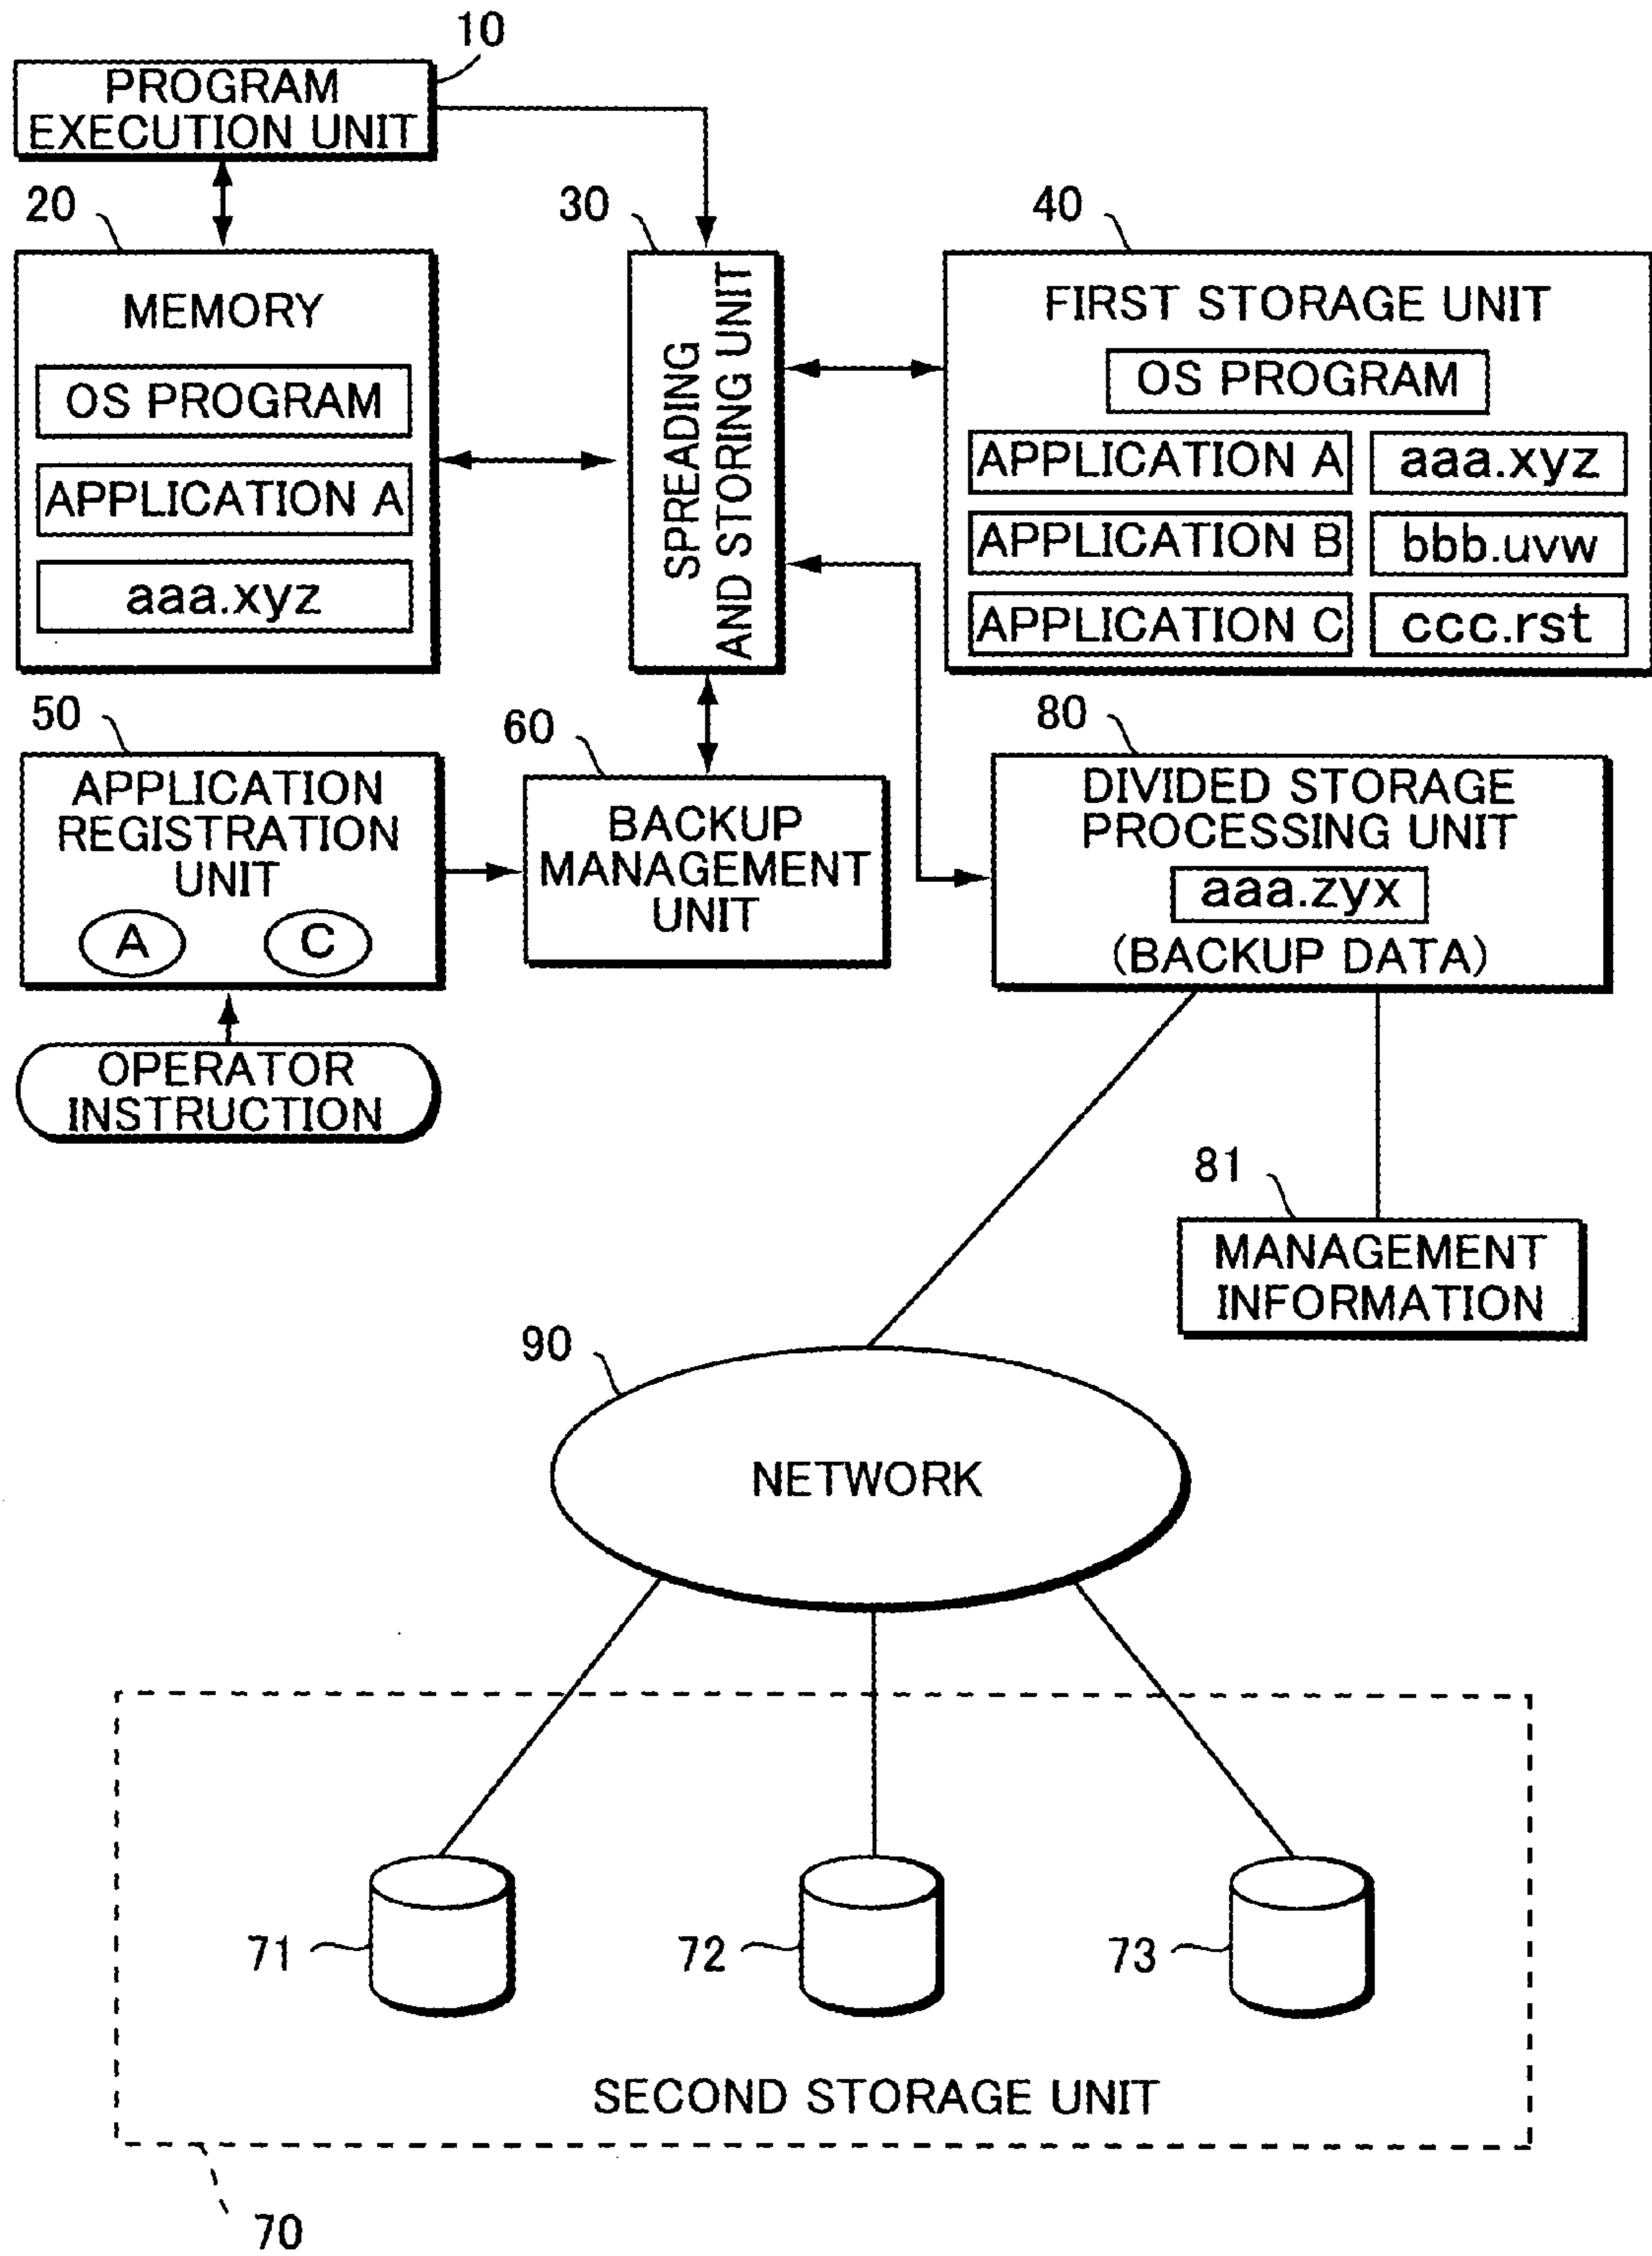 10
PROGRAM
EXECUTION UNIT
20
30
40
MEMORY
OS PROGRAM
APPLICATION A
aaa.xyz
SPREADING
AND STORING UNIT
FIRST STORAGE UNIT
OS PROGRAM
APPLICATION A
aaa.xyz
APPLICATION B
bbb.uvw
APPLICATION C
ccc.rst
50
60
80
APPLICATION
REGISTRATION
UNIT
A
C
BACKUP
MANAGEMENT
UNIT
DIVIDED STORAGE
PROCESSING UNIT
aaa.zyx
(BACKUP DATA)
OPERATOR
INSTRUCTION
81
MANAGEMENT
INFORMATION
90
NETWORK
71
72
73
SECOND STORAGE UNIT
70